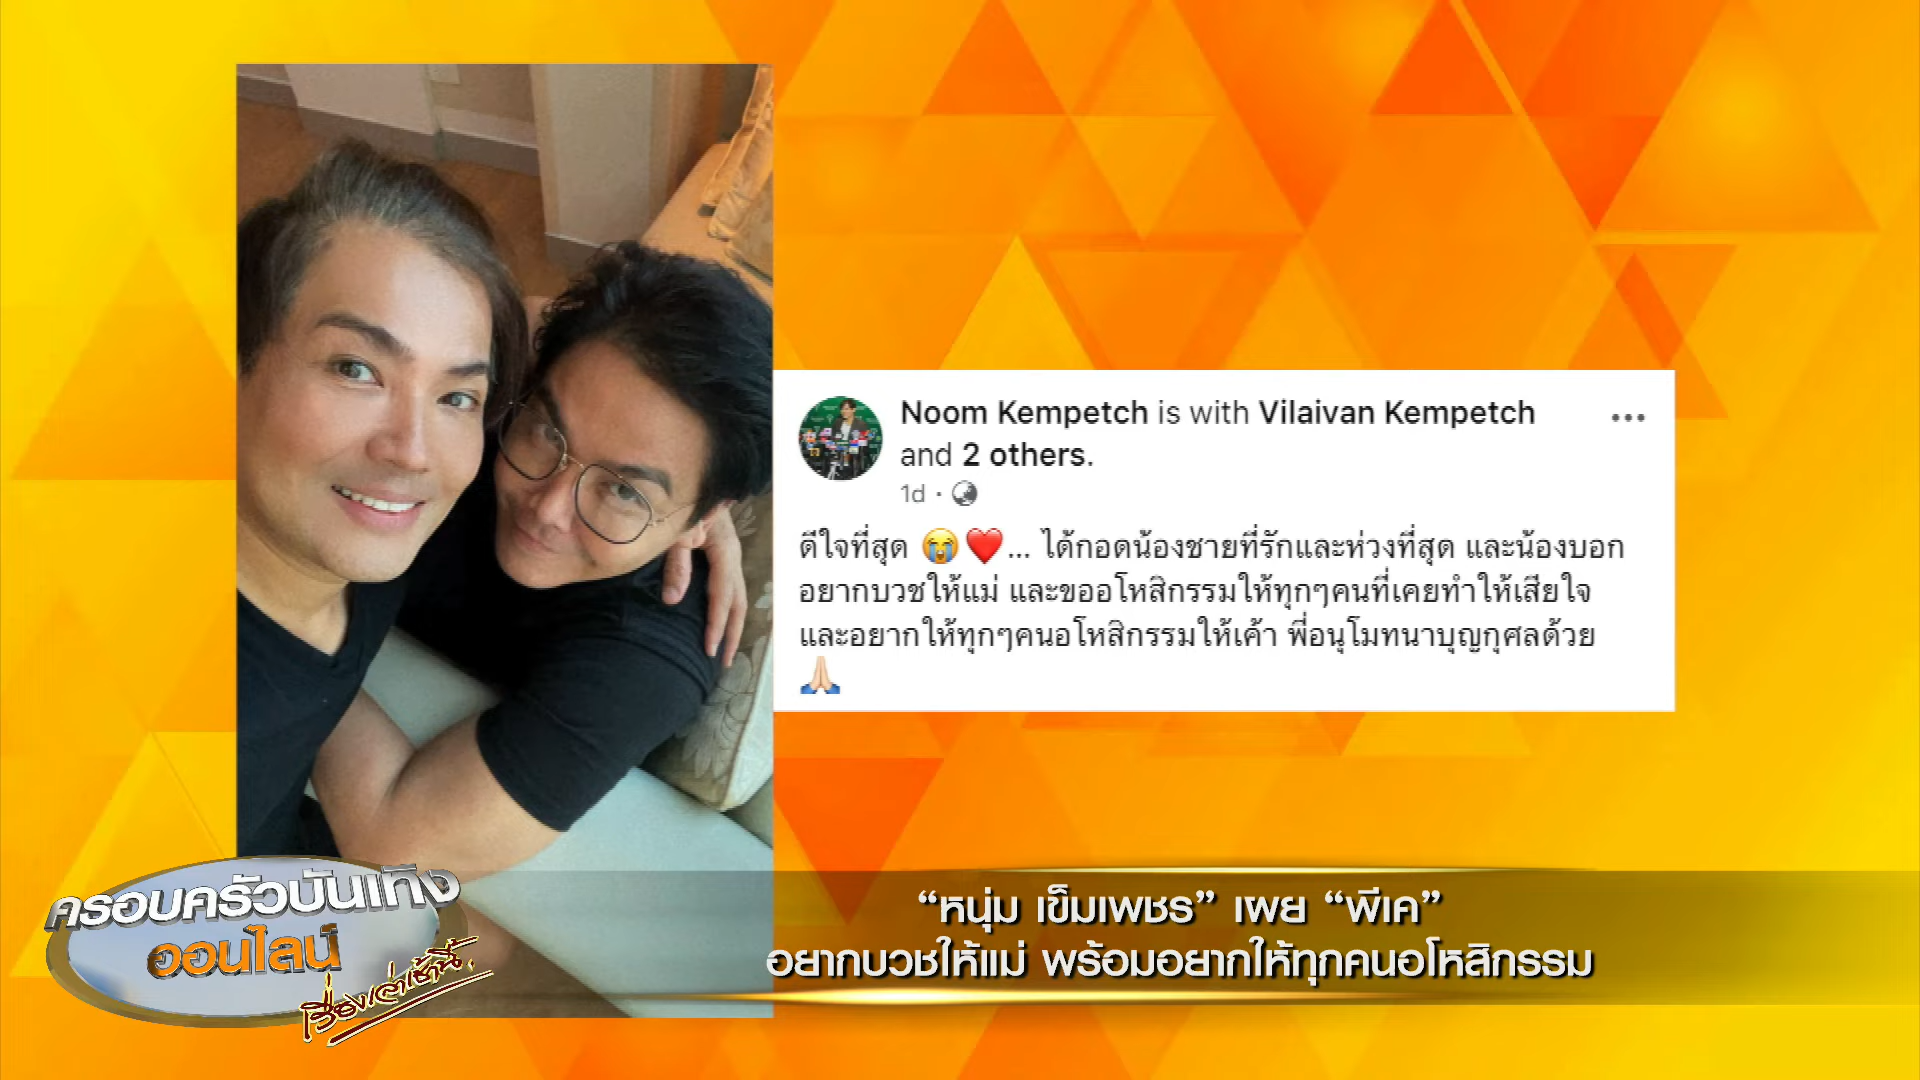 Noom Kempetch is with Vilaivan Kempetch
and 2 others.
1d ·
ดีใจที่สุด 😭❤️... ได้กอดน้องชายที่รักและห่วงที่สุด และน้องบอก
อยากบวชให้แม่ และขออโหสิกรรมให้ทุกๆคนที่เคยทำให้เสียใจ
และอยากให้ทุกๆคนอโหสิกรรมให้เค้า พี่อนุโมทนาบุญกุศลด้วย
🙏🏻
ครอบครัวบันเทิง
ออนไลน์
เรื่องเล่าเช้านี้
“หนุ่ม เข็มเพชร” เผย “พีเค”
อยากบวชให้แม่ พร้อมอยากให้ทุกคนอโหสิกรรม